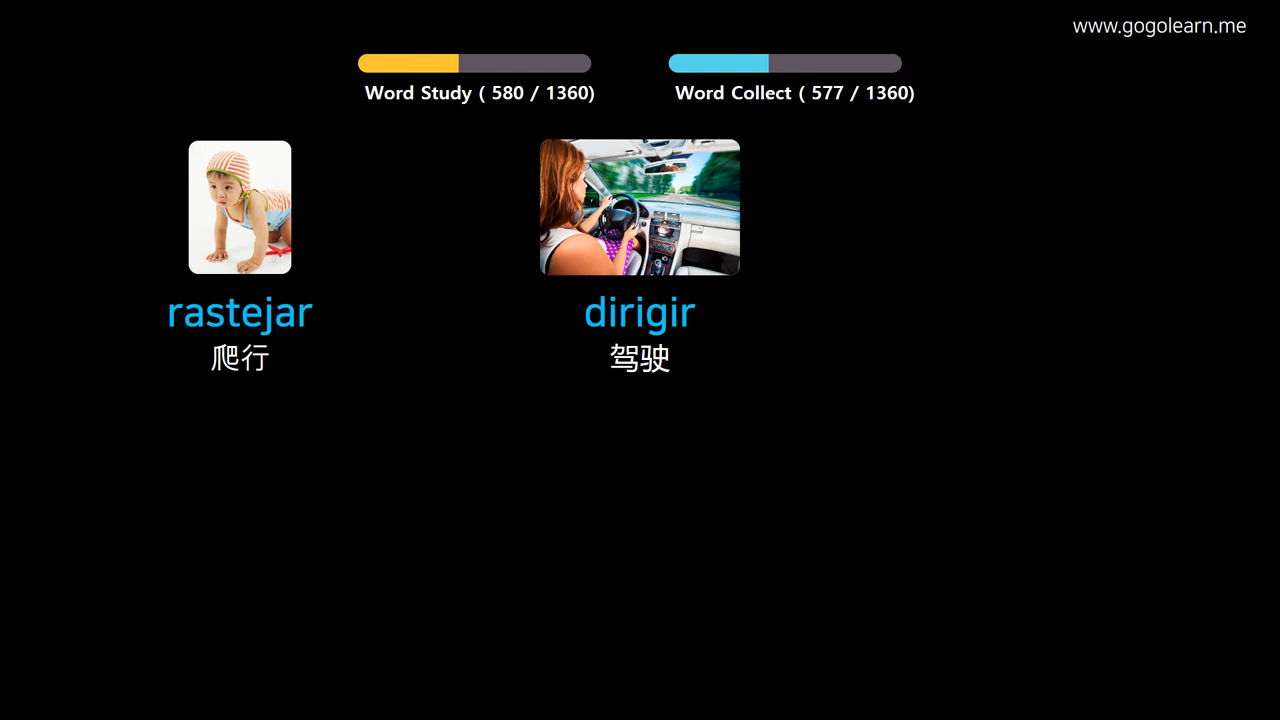 www.gogolearn.me
Word Study ( 580 / 1360)
Word Collect ( 577 / 1360)
rastejar
爬行
dirigir
驾驶